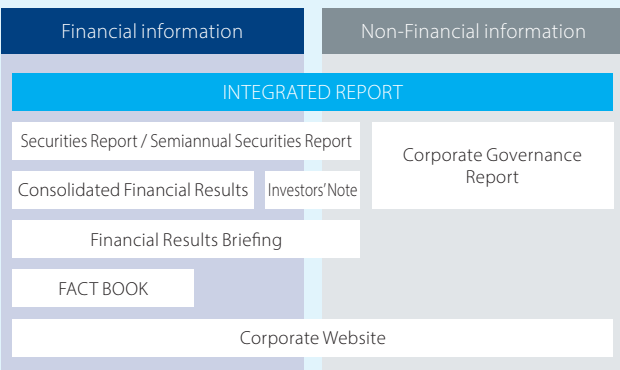 Financial information
Non-Financial information
INTEGRATED REPORT
Securities Report / Semiannual Securities Report
Corporate Governance
Report
Consolidated Financial Results
Investors' Note
Financial Results Briefing
FACT BOOK
Corporate Website